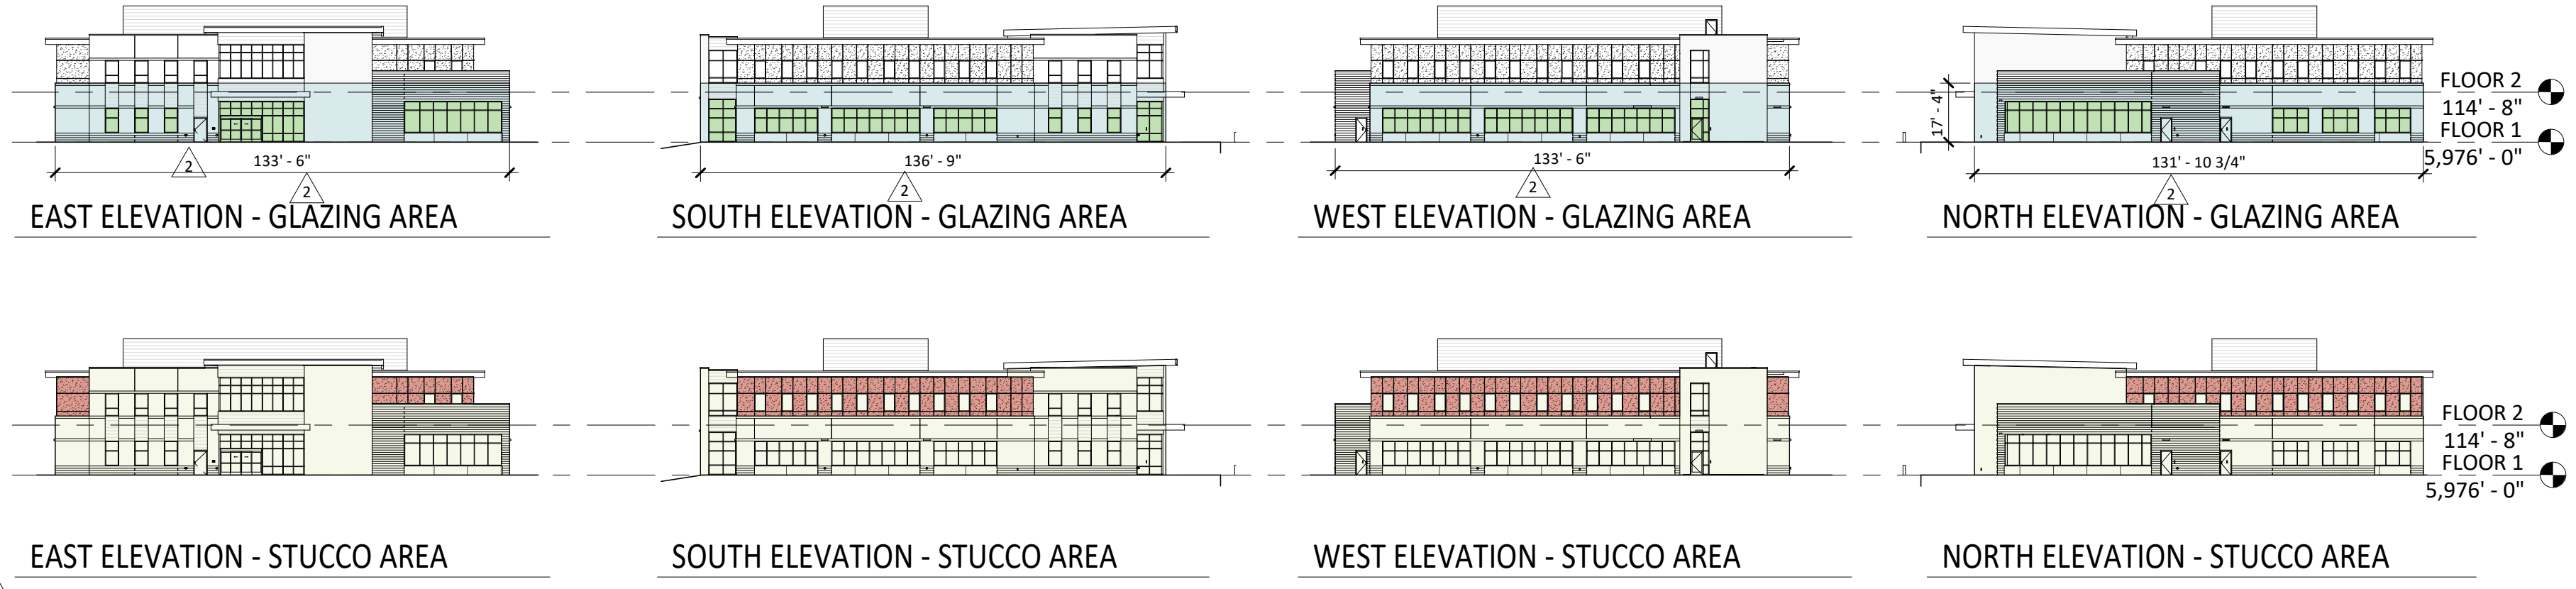 FLOOR 2
114' - 8"
17' - 4"
FLOOR 1
133' - 6"
136' - 9"
133' - 6"
131' - 10 3/4"
5,976' - 0"
2
2
2
2
2
EAST ELEVATION - GLAZING AREA
SOUTH ELEVATION - GLAZING AREA
WEST ELEVATION - GLAZING AREA
NORTH ELEVATION - GLAZING AREA
FLOOR 2
114' - 8"
FLOOR 1
5,976' - 0"
EAST ELEVATION - STUCCO AREA
SOUTH ELEVATION - STUCCO AREA
WEST ELEVATION - STUCCO AREA
NORTH ELEVATION - STUCCO AREA